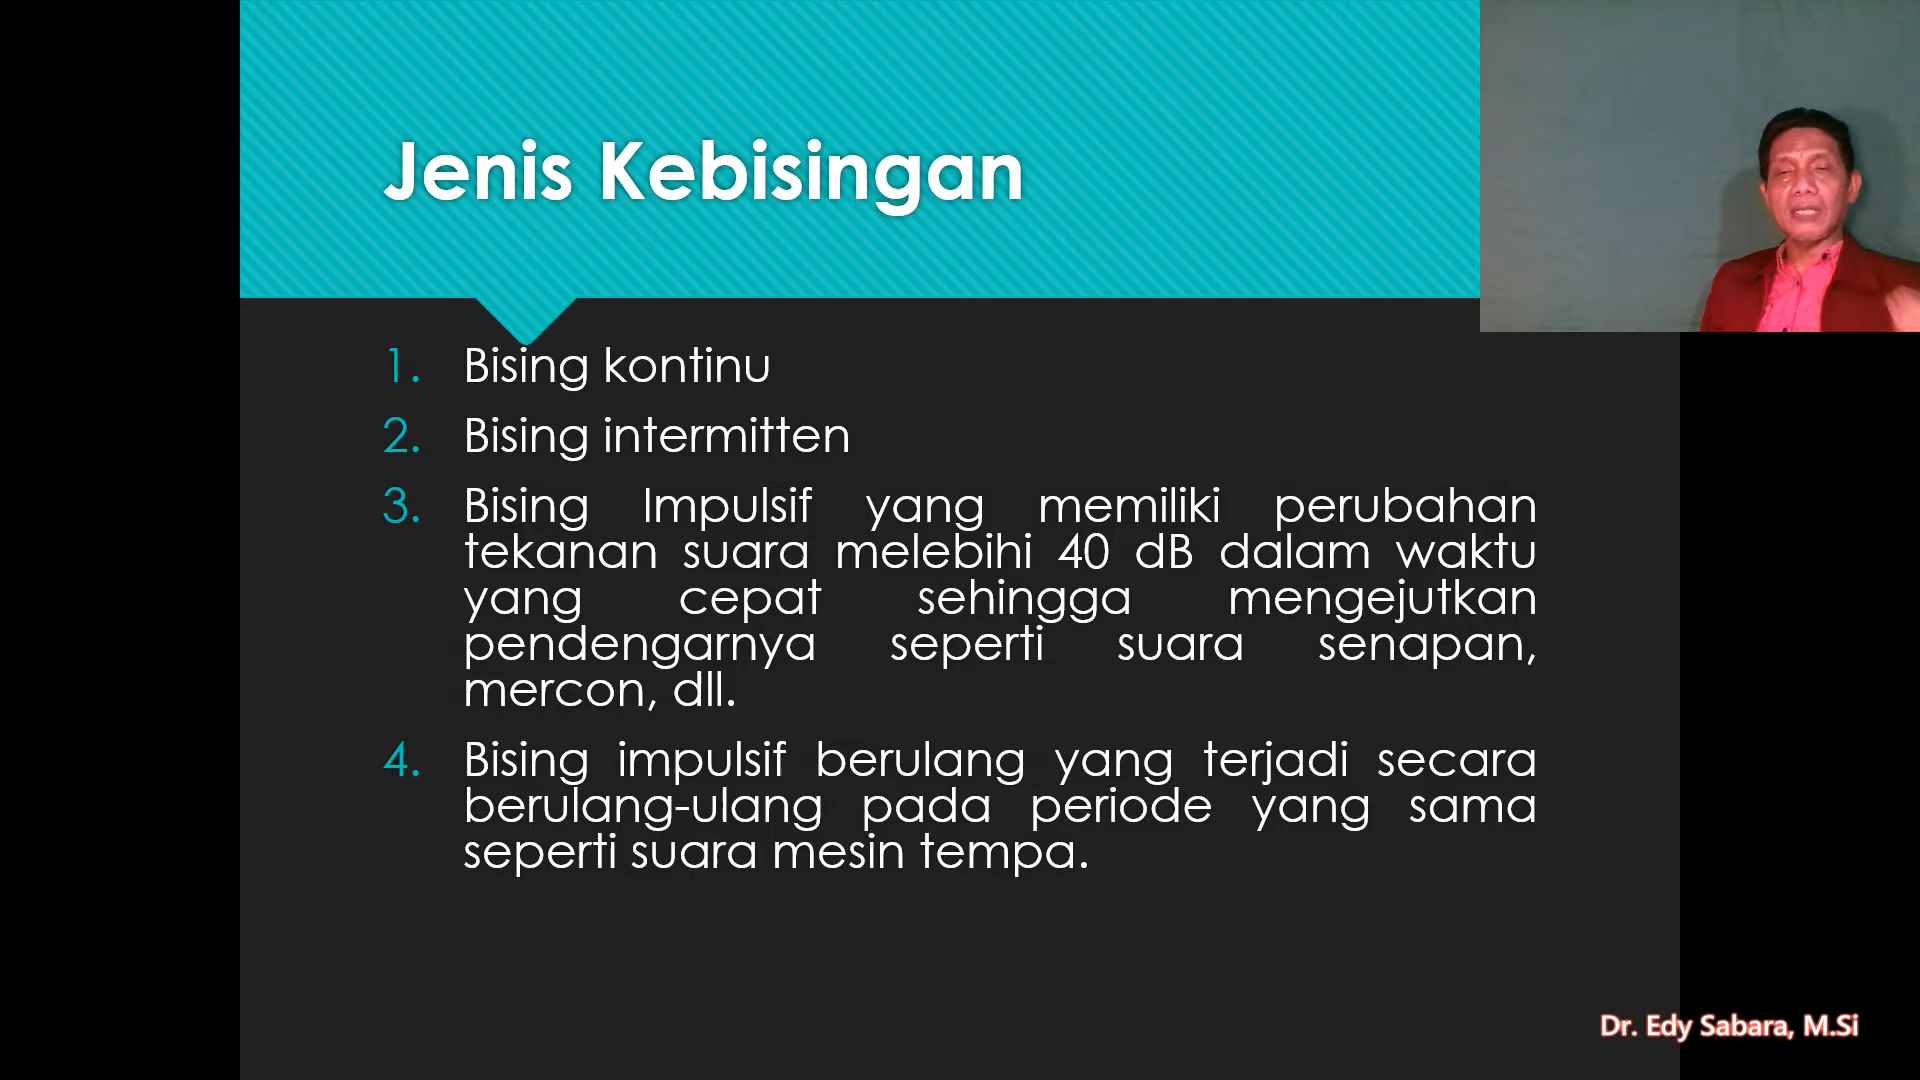 Jenis Kebisingan
1. Bising kontinu
2. Bising intermitten
3. Bising Impulsif yang memiliki perubahan
tekanan suara melebihi 40 dB dalam waktu
yang cepat sehingga mengejutkan
pendengarnya seperti suara senapan,
mercon, dll.
4. Bising impulsif berulang yang terjadi secara
berulang-ulang pada periode yang sama
seperti suara mesin tempa.
Dr. Edy Sabara, M.Si